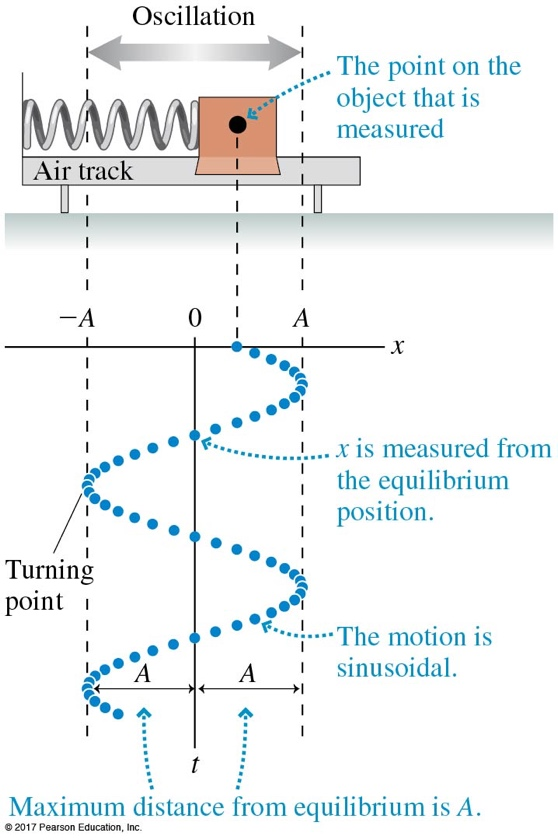 Oscillation
The point on the
object that is
measured
Air track
−A
0
A
x
x is measured from
the equilibrium
position.
Turning
point
The motion is
sinusoidal.
A
A
t
Maximum distance from equilibrium is A.
© 2017 Pearson Education, Inc.